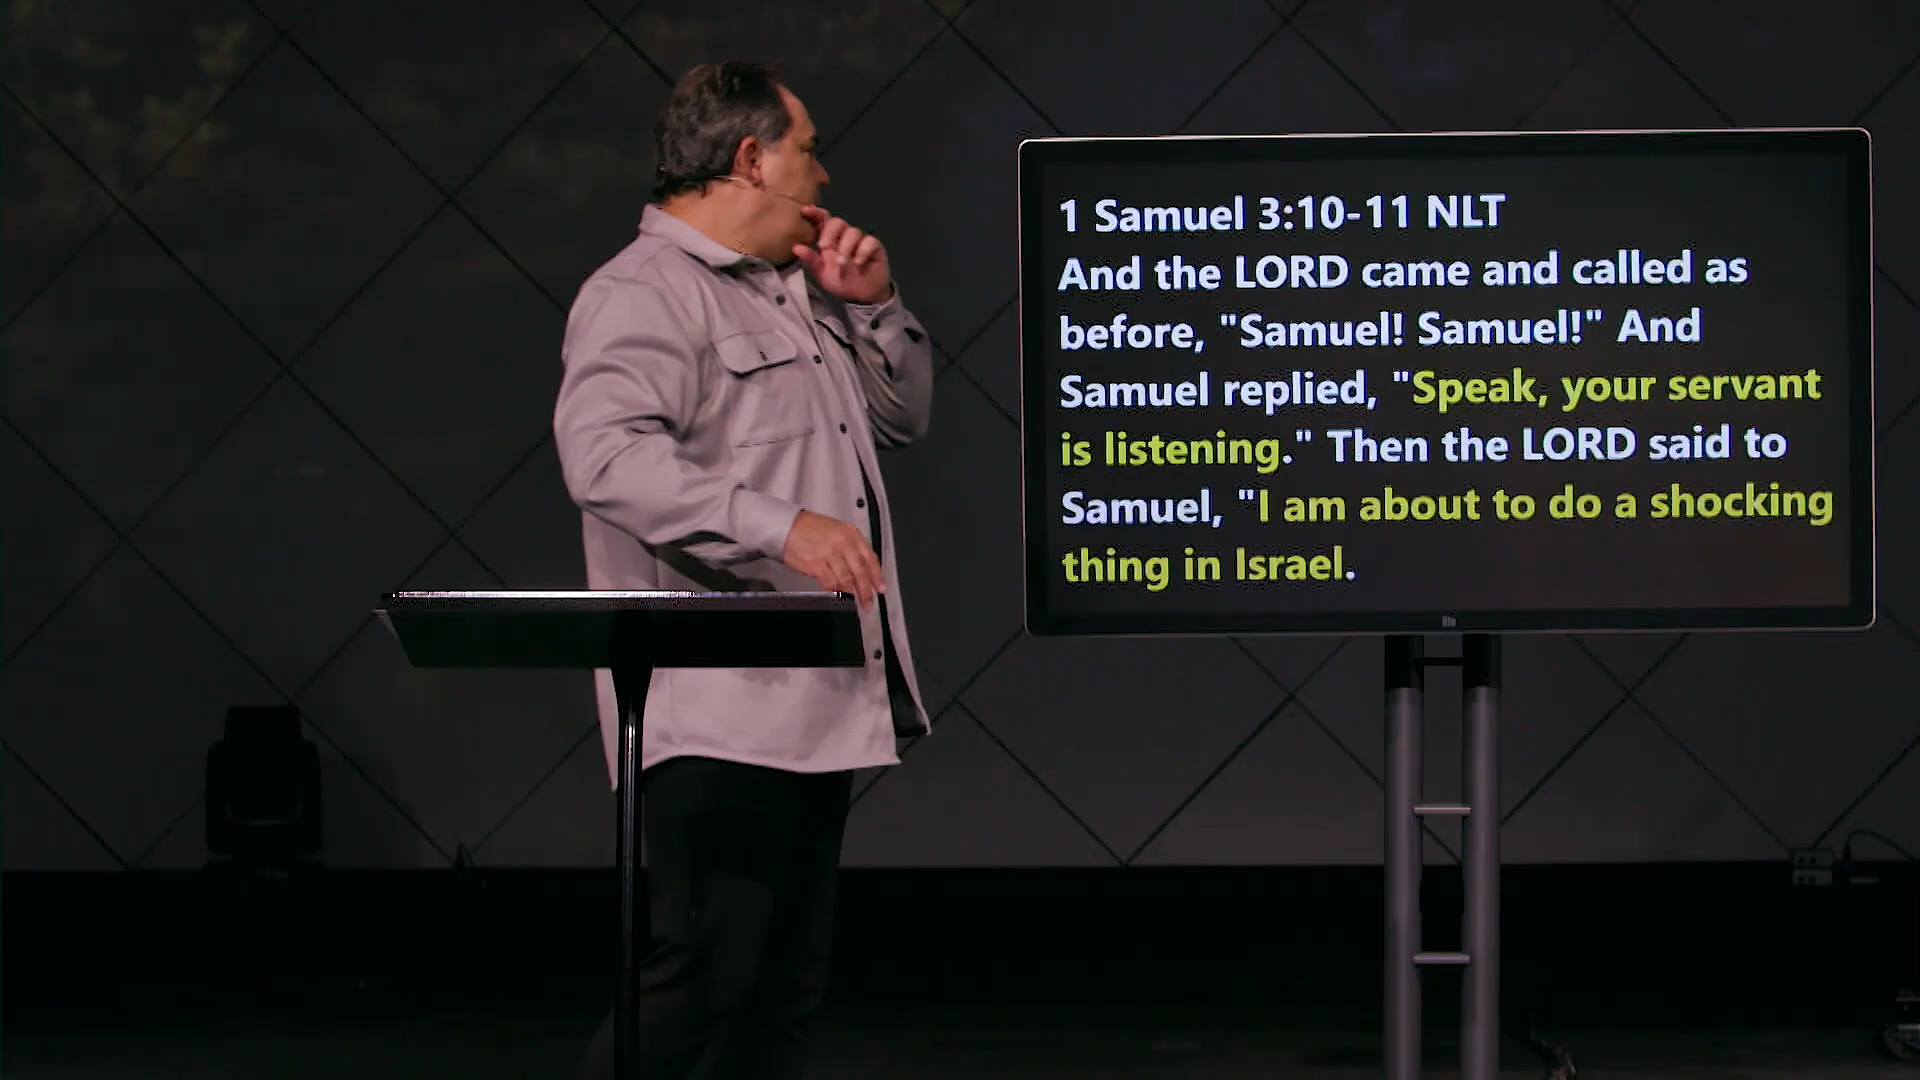 1 Samuel 3:10-11 NLT
And the LORD came and called as
before, "Samuel! Samuel!" And
Samuel replied, "Speak, your servant
is listening." Then the LORD said to
Samuel, "I am about to do a shocking
thing in Israel.